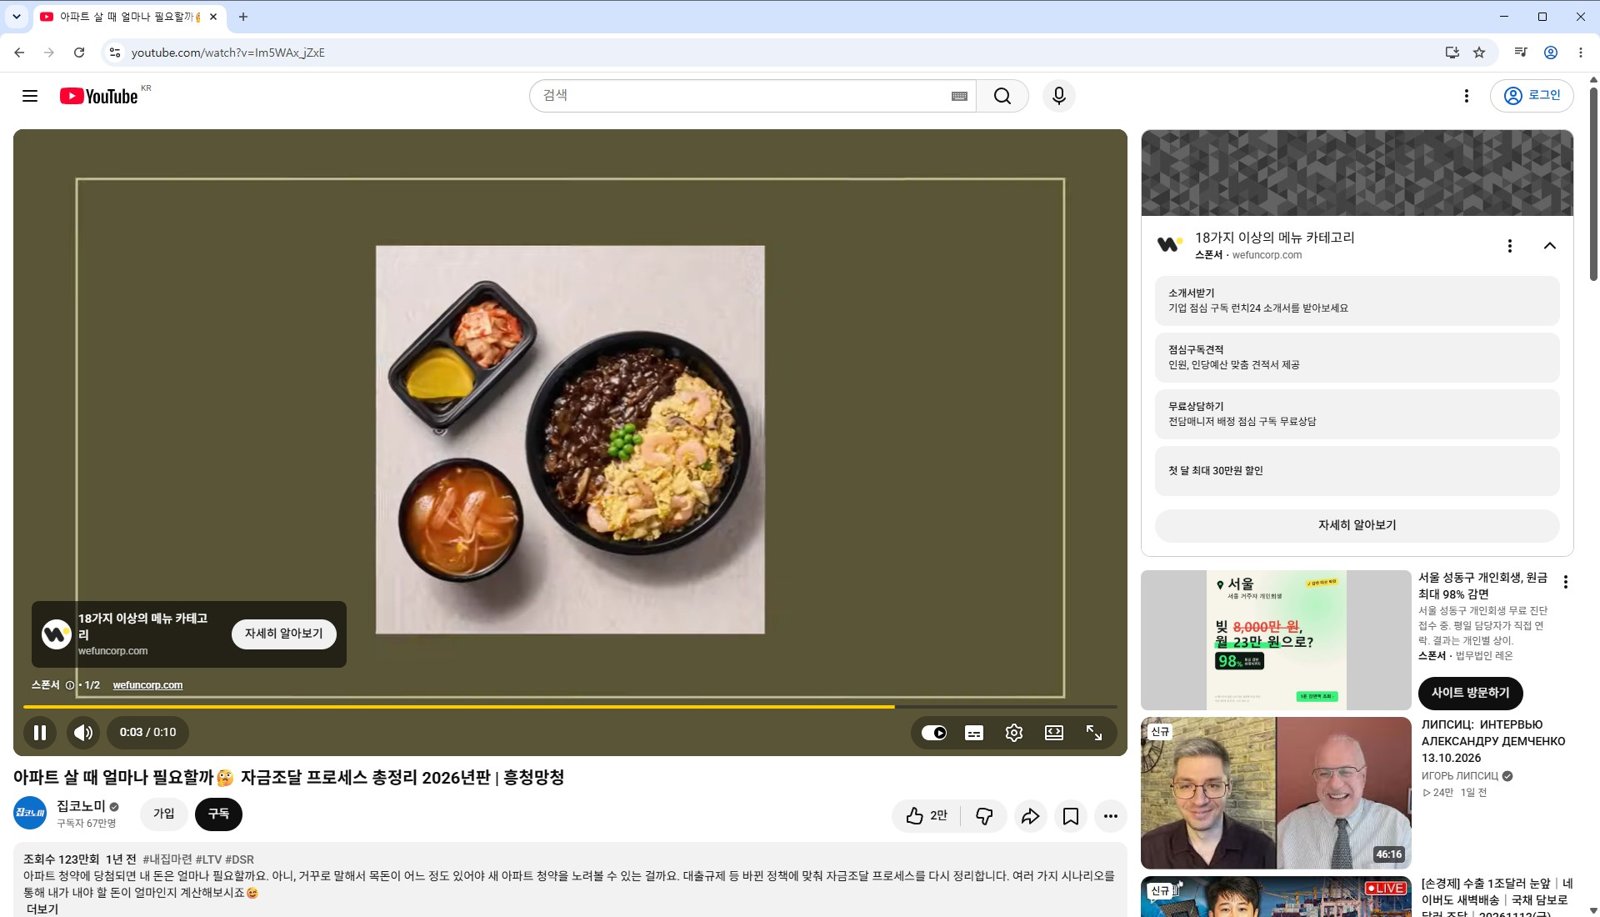 아파트 살 때 얼마나 필요할까🤔
youtube.com/watch?v=Im5WAx_jZxE
YouTube KR
검색
로그인
18가지 이상의 메뉴 카테고
리
wefuncorp.com
자세히 알아보기
스폰서 • 1/2 wefuncorp.com
0:03 / 0:10
아파트 살 때 얼마나 필요할까🤔 자금조달 프로세스 총정리 2026년판 | 흥청망청
집코노미
집코노미
구독자 67만명
가입
구독
2만
조회수 123만회 1년 전 #내집마련 #LTV #DSR
아파트 청약에 당첨되면 내 돈은 얼마나 필요할까요. 아니, 거꾸로 말해서 목돈이 어느 정도 있어야 새 아파트 청약을 노려볼 수 있는 걸까요. 대출규제 등 바뀐 정책에 맞춰 자금조달 프로세스를 다시 정리합니다. 여러 가지 시나리오를
통해 내가 내야 할 돈이 얼마인지 계산해보시죠😄
더보기
18가지 이상의 메뉴 카테고리
스폰서 · wefuncorp.com
소개서받기
기업 점심 구독 런치24 소개서를 받아보세요
점심구독견적
인원, 인당예산 맞춤 견적서 제공
무료상담하기
전담매니저 배정 점심 구독 무료상담
첫 달 최대 30만원 할인
자세히 알아보기
서울
서울 거주자 개인회생
빚 8,000만 원,
월 23만 원으로?
98%
서울 성동구 개인회생, 원금
최대 98% 감면
서울 성동구 개인회생 무료 진단
접수 중. 평일 담당자가 직접 연
락. 결과는 개인별 상이.
스폰서 · 법무법인 레온
사이트 방문하기
신규
46:16
ЛИПСИЦ: ИНТЕРВЬЮ
АЛЕКСАНДРУ ДЕМЧЕНКО
13.10.2026
ИГОРЬ ЛИПСИЦ
24만 1일 전
신규
LIVE
[손경제] 수출 1조달러 눈앞 | 네
이버도 새벽배송 | 국채 담보로
달러 조달 | 20261113(금)